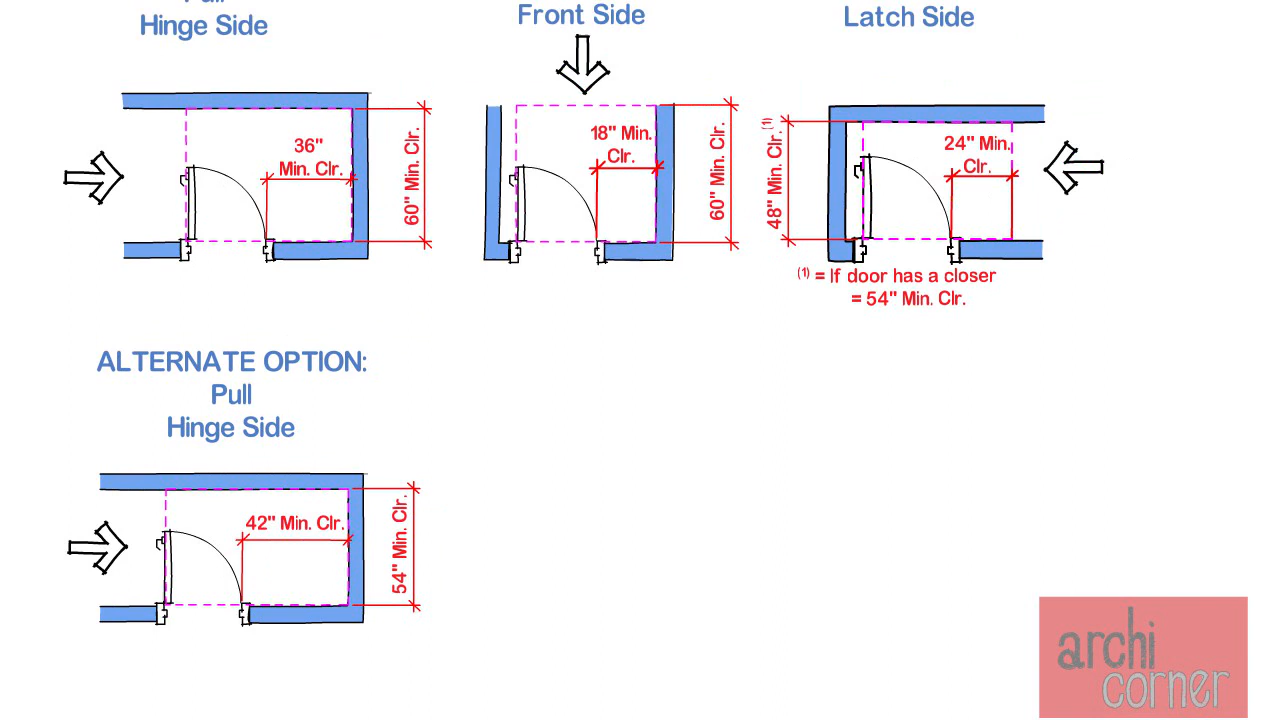 Pull
Hinge Side
Front Side
Latch Side
36"
Min. Clr.
60" Min. Clr.
18" Min.
Clr.
60" Min. Clr.
48" Min. Clr.(1)
24" Min.
Clr.
(1) = If door has a closer
= 54" Min. Clr.
ALTERNATE OPTION:
Pull
Hinge Side
42" Min. Clr.
54" Min. Clr.
archi
corner